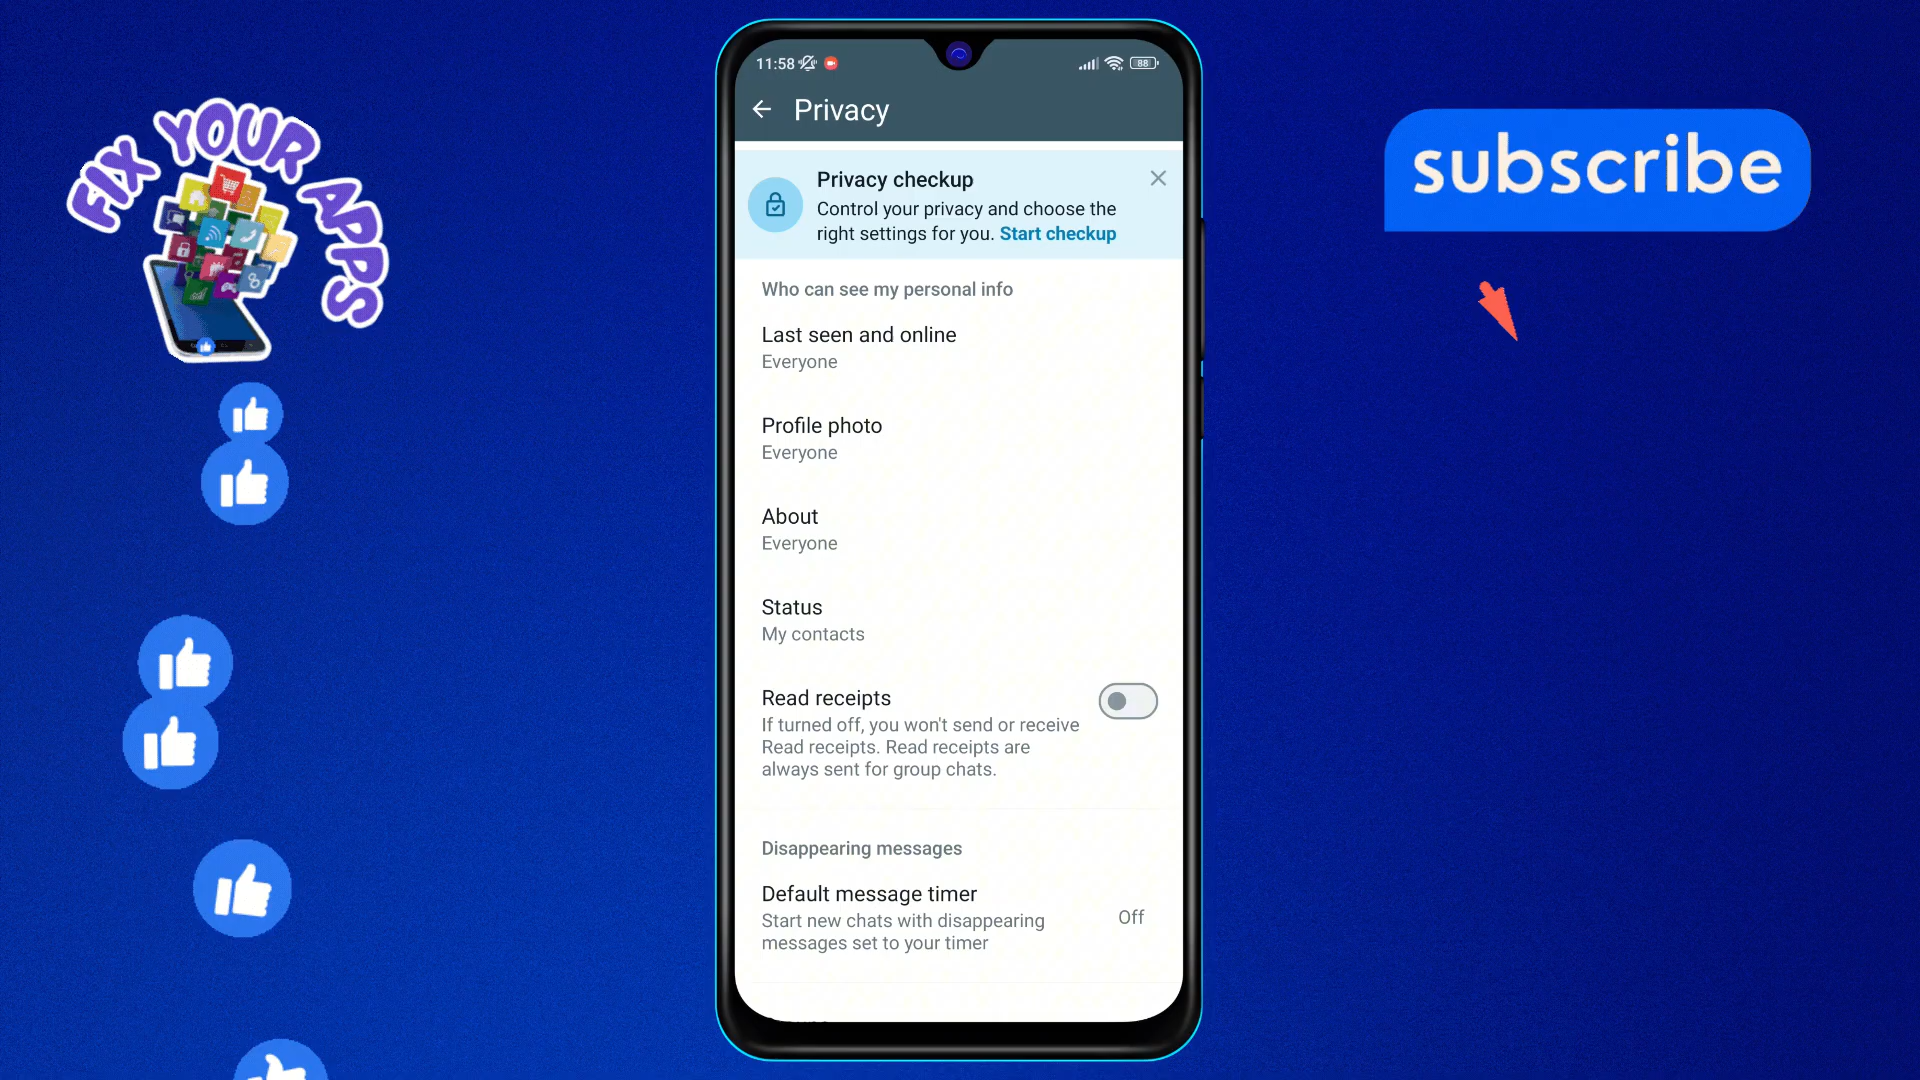 FIX YOUR APPS
subscribe
11:58
88
Privacy
Privacy checkup
Control your privacy and choose the
right settings for you. Start checkup
Who can see my personal info
Last seen and online
Everyone
Profile photo
Everyone
About
Everyone
Status
My contacts
Read receipts
If turned off, you won't send or receive
Read receipts. Read receipts are
always sent for group chats.
Disappearing messages
Default message timer
Start new chats with disappearing
messages set to your timer
Off